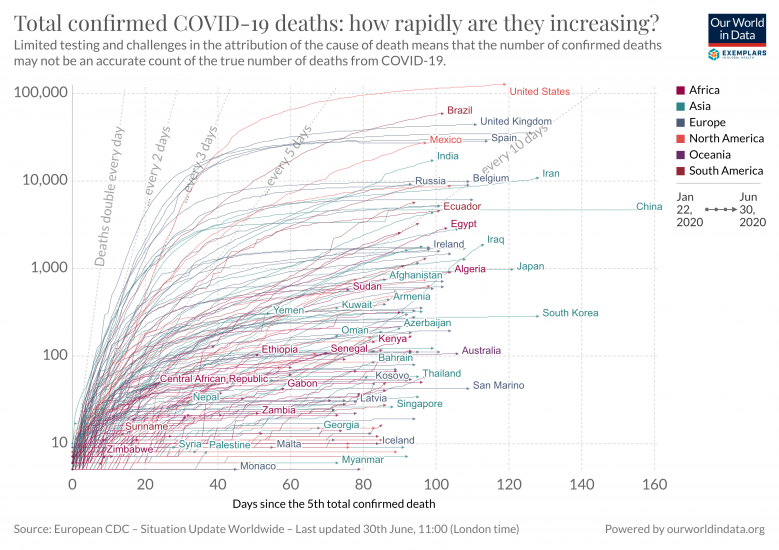 Total confirmed COVID-19 deaths: how rapidly are they increasing?
Limited testing and challenges in the attribution of the cause of death means that the number of confirmed deaths
may not be an accurate count of the true number of deaths from COVID-19.
Our World
in Data
EXEMPLARS
IN GLOBAL HEALTH
100,000
10,000
1,000
100
10
Deaths double every day
... every 2 days
... every 3 days
... every 5 days
... every 10 days
United States
Brazil
United Kingdom
Spain
Mexico
India
Iran
Russia
Belgium
Ecuador
China
Egypt
Ireland
Iraq
Algeria
Japan
Afghanistan
Sudan
Armenia
Kuwait
Yemen
South Korea
Azerbaijan
Oman
Kenya
Ethiopia
Senegal
Australia
Bahrain
Central African Republic
Gabon
Kosovo
Thailand
San Marino
Nepal
Latvia
Singapore
Zambia
Suriname
Georgia
Syria
Palestine
Malta
Iceland
Zimbabwe
Monaco
Myanmar
0
20
40
60
80
100
120
140
160
Days since the 5th total confirmed death
Africa
Asia
Europe
North America
Oceania
South America
Jan
22,
2020
Jun
30,
2020
Source: European CDC – Situation Update Worldwide – Last updated 30th June, 11:00 (London time)
Powered by ourworldindata.org